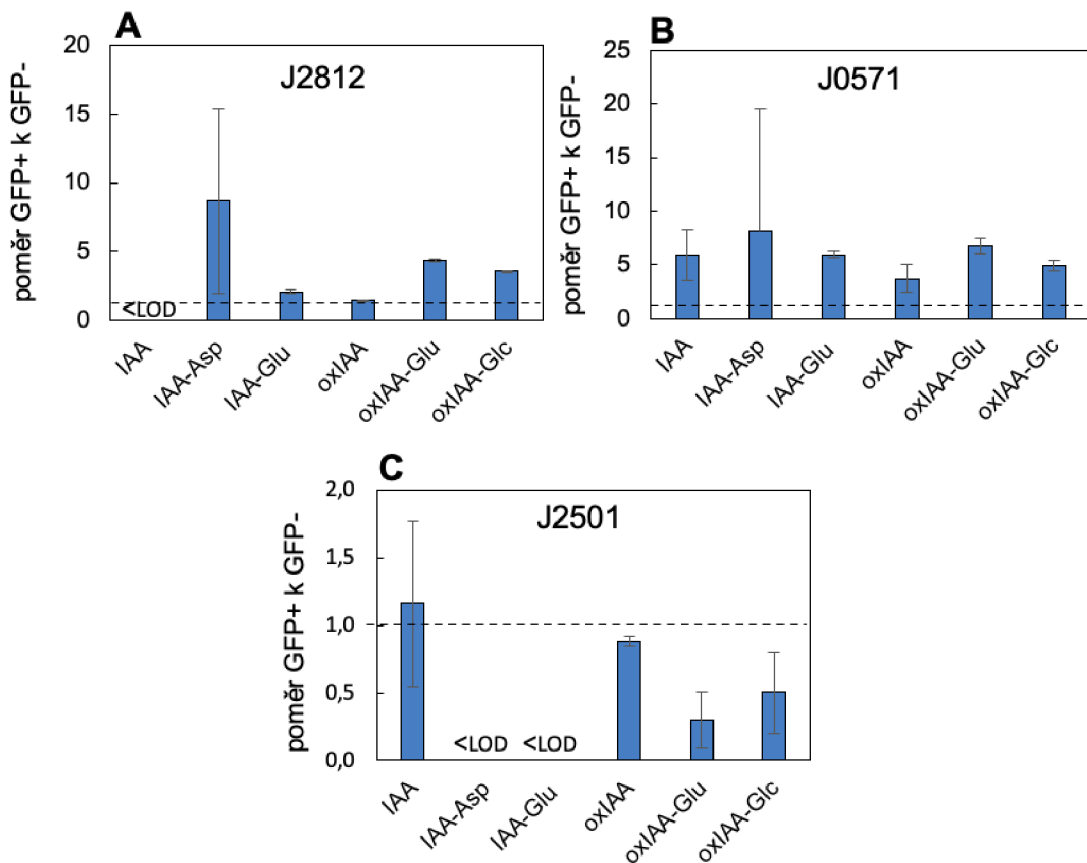 A
J2812
poměr GFP+ k GFP-
20
15
10
5
0
<LOD
IAA
IAA-Asp
IAA-Glu
oxIAA
oxIAA-Glu
oxIAA-Glc
B
J0571
poměr GFP+ k GFP-
25
20
15
10
5
0
IAA
IAA-Asp
IAA-Glu
oxIAA
oxIAA-Glu
oxIAA-Glc
C
J2501
poměr GFP+ k GFP-
2,0
1,5
1,0
0,5
0,0
<LOD
<LOD
IAA
IAA-Asp
IAA-Glu
oxIAA
oxIAA-Glu
oxIAA-Glc